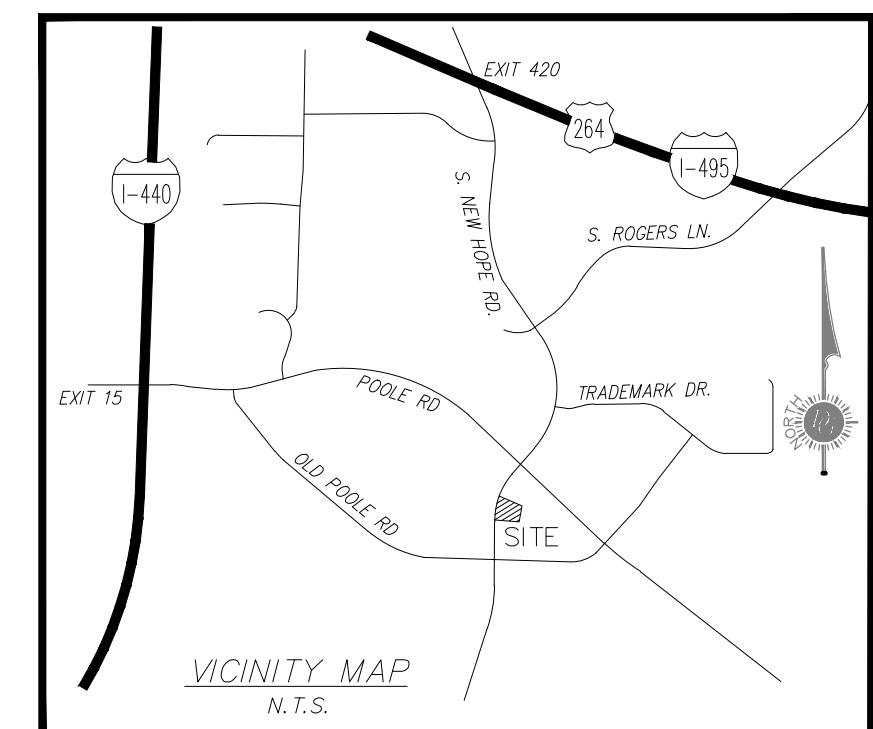 EXIT 420
264
I-495
I-440
S. NEW HOPE RD.
S. ROGERS LN.
EXIT 15
POOLE RD
TRADEMARK DR.
NORTH
OLD POOLE RD
SITE
VICINITY MAP
N.T.S.